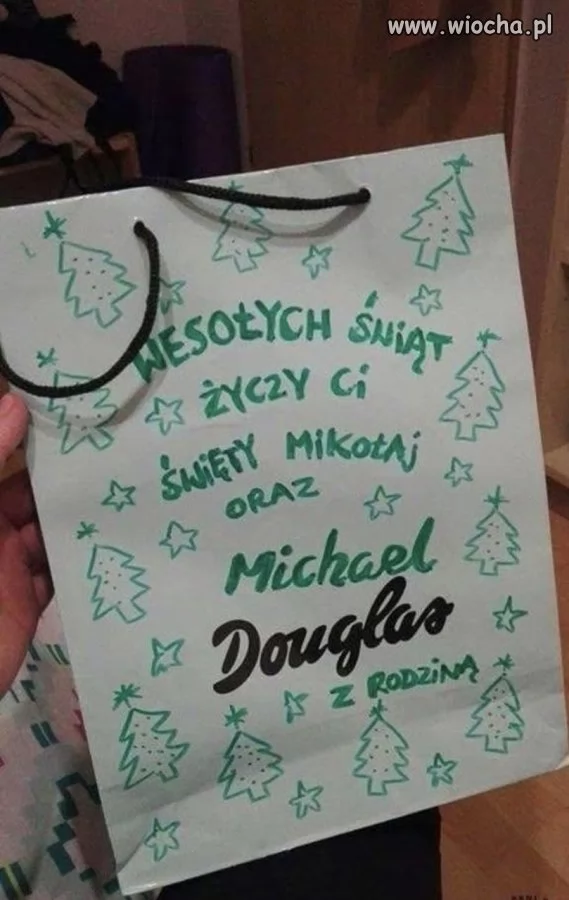 www.wiocha.pl
WESOŁYCH ŚWIĄT
ŻYCZY Ci
ŚWIĘTY MikOŁAj
ORAZ
Michael
Douglas
Z RODZiNĄ